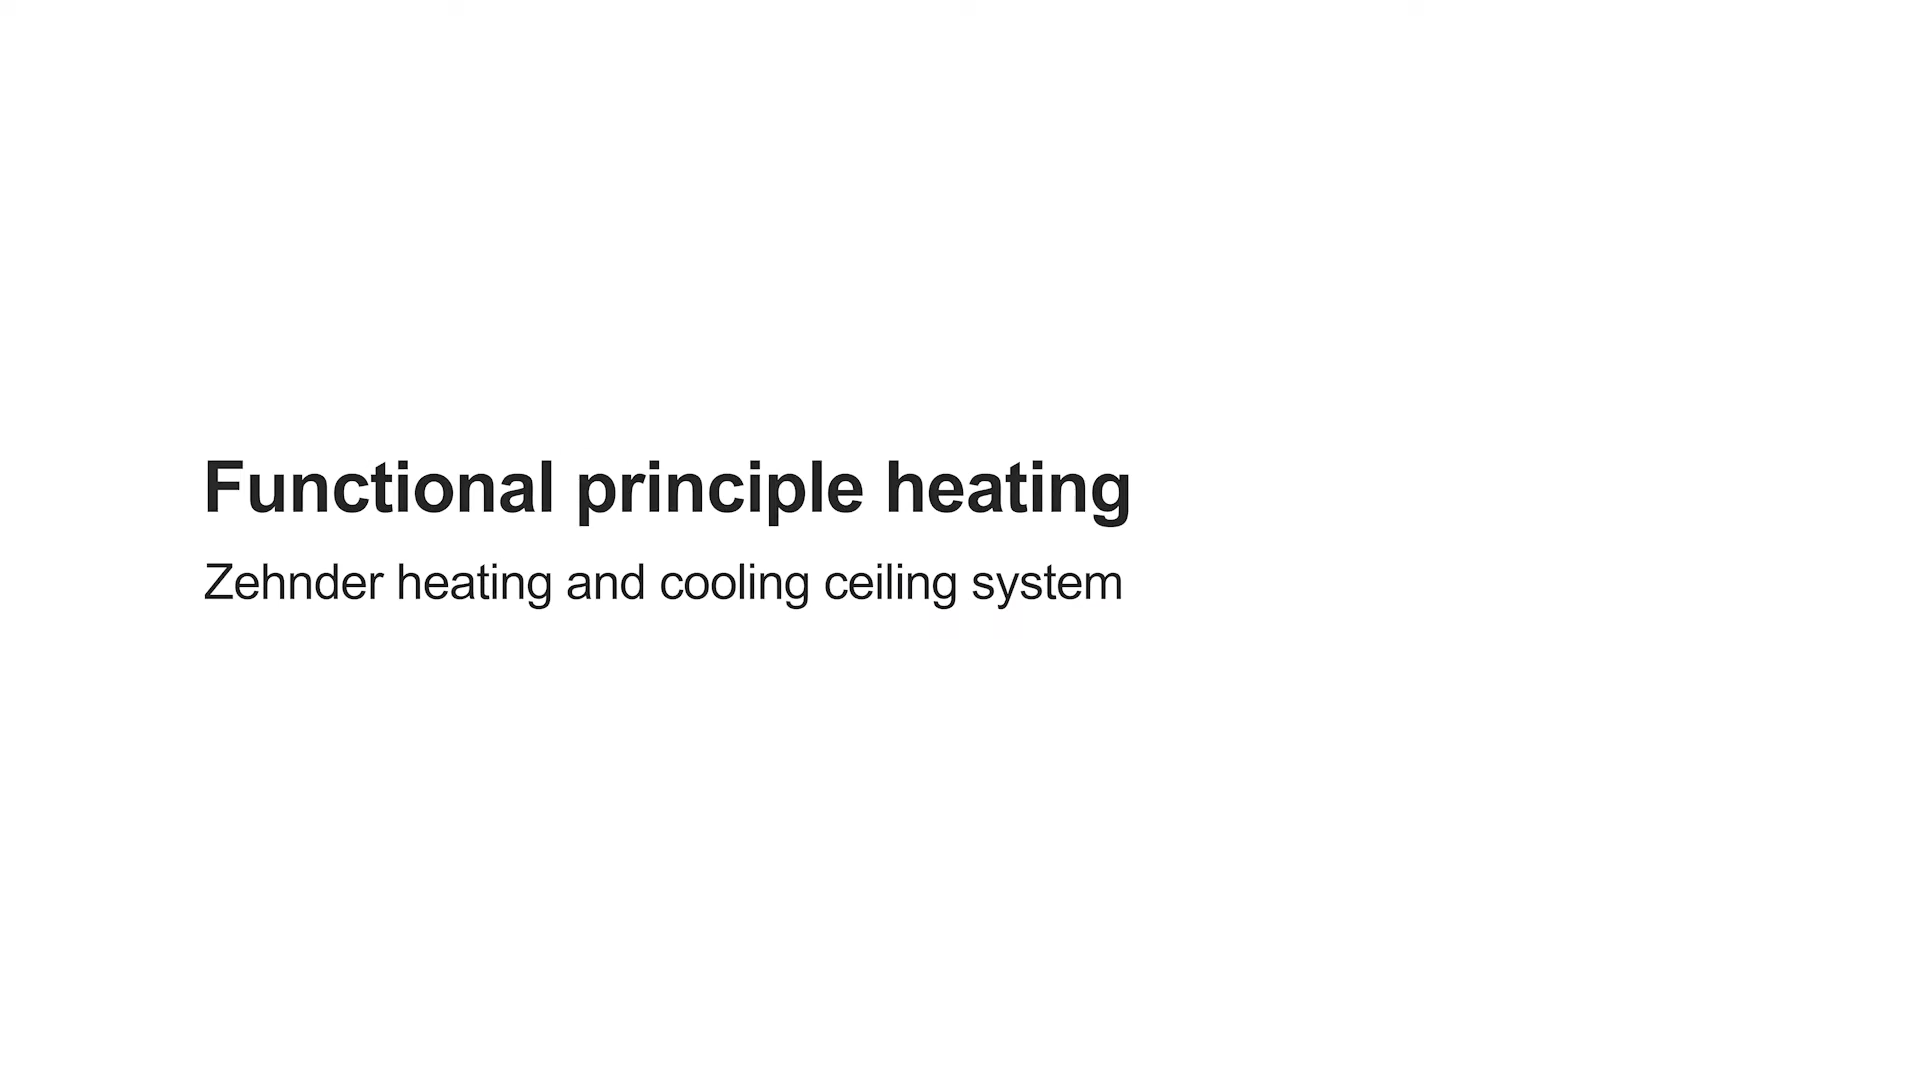 Functional principle heating
Zehnder heating and cooling ceiling system